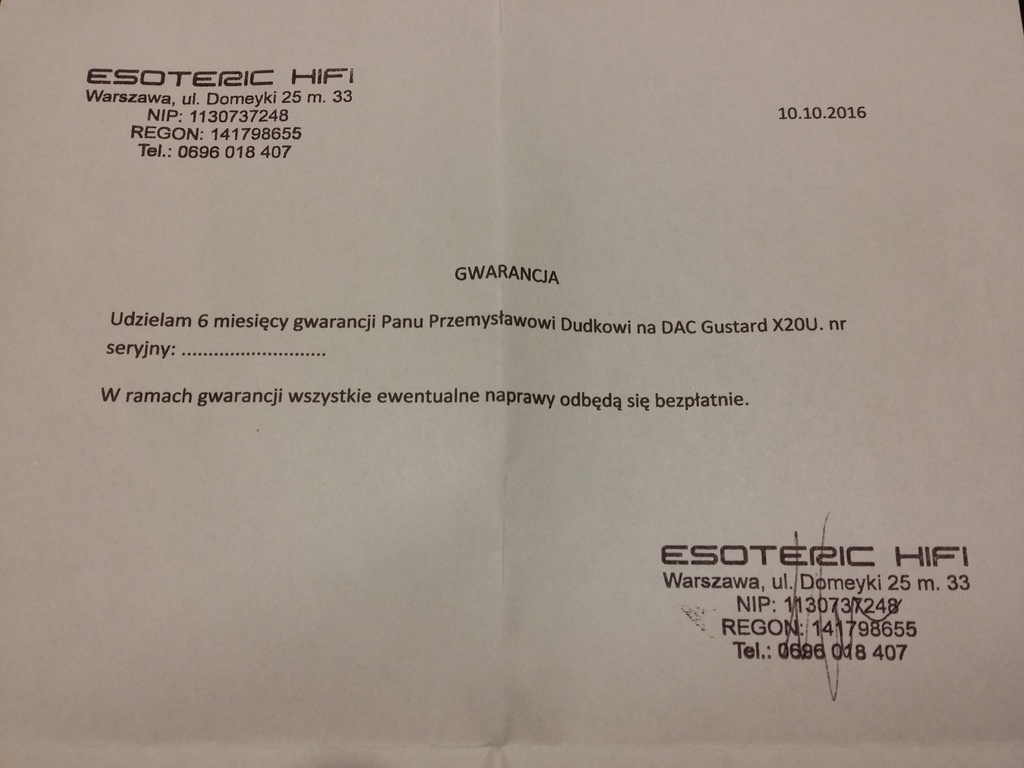 ESOTERIC HIFI
Warszawa, ul. Domeyki 25 m. 33
NIP: 1130737248
REGON: 141798655
Tel.: 0696 018 407
10.10.2016
GWARANCJA
Udzielam 6 miesięcy gwarancji Panu Przemysławowi Dudkowi na DAC Gustard X20U. nr
seryjny: ............................
W ramach gwarancji wszystkie ewentualne naprawy odbędą się bezpłatnie.
ESOTERIC HIFI
Warszawa, ul. Domeyki 25 m. 33
NIP: 1130737248
REGON: 141798655
Tel.: 0696 018 407